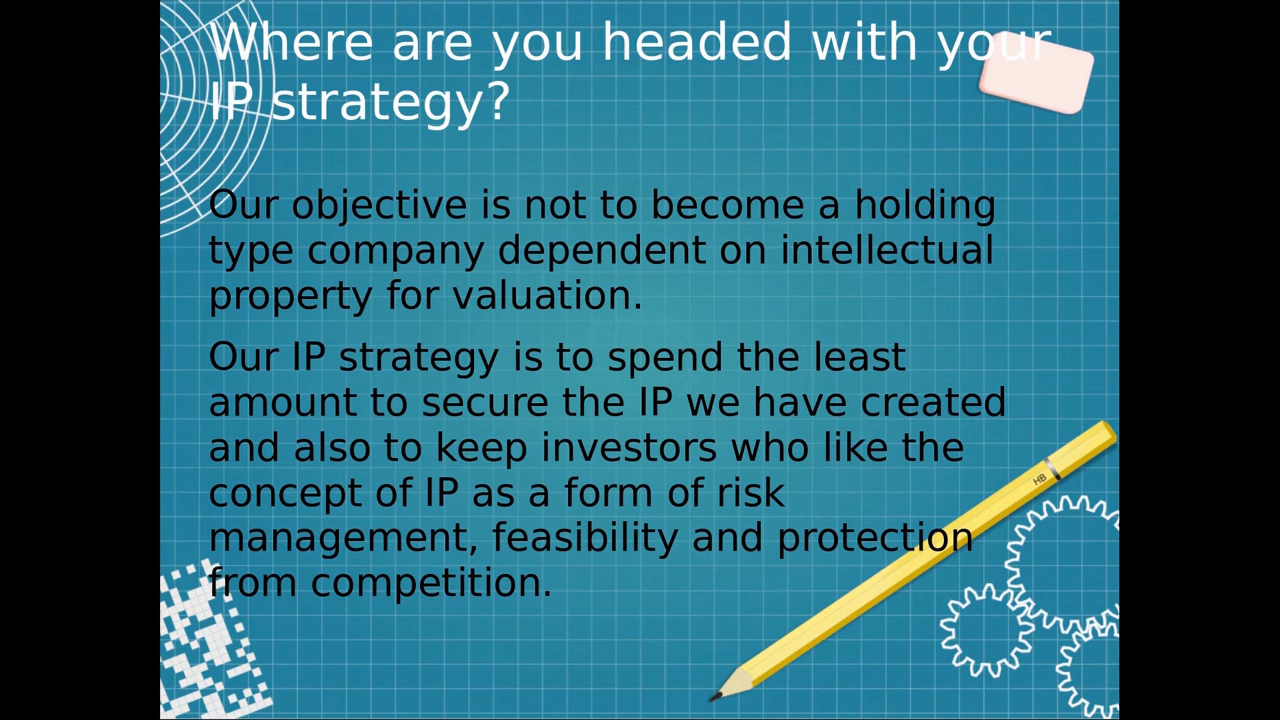 Where are you headed with your
IP strategy?
Our objective is not to become a holding
type company dependent on intellectual
property for valuation.
Our IP strategy is to spend the least
amount to secure the IP we have created
and also to keep investors who like the
concept of IP as a form of risk
management, feasibility and protection
from competition.
HB